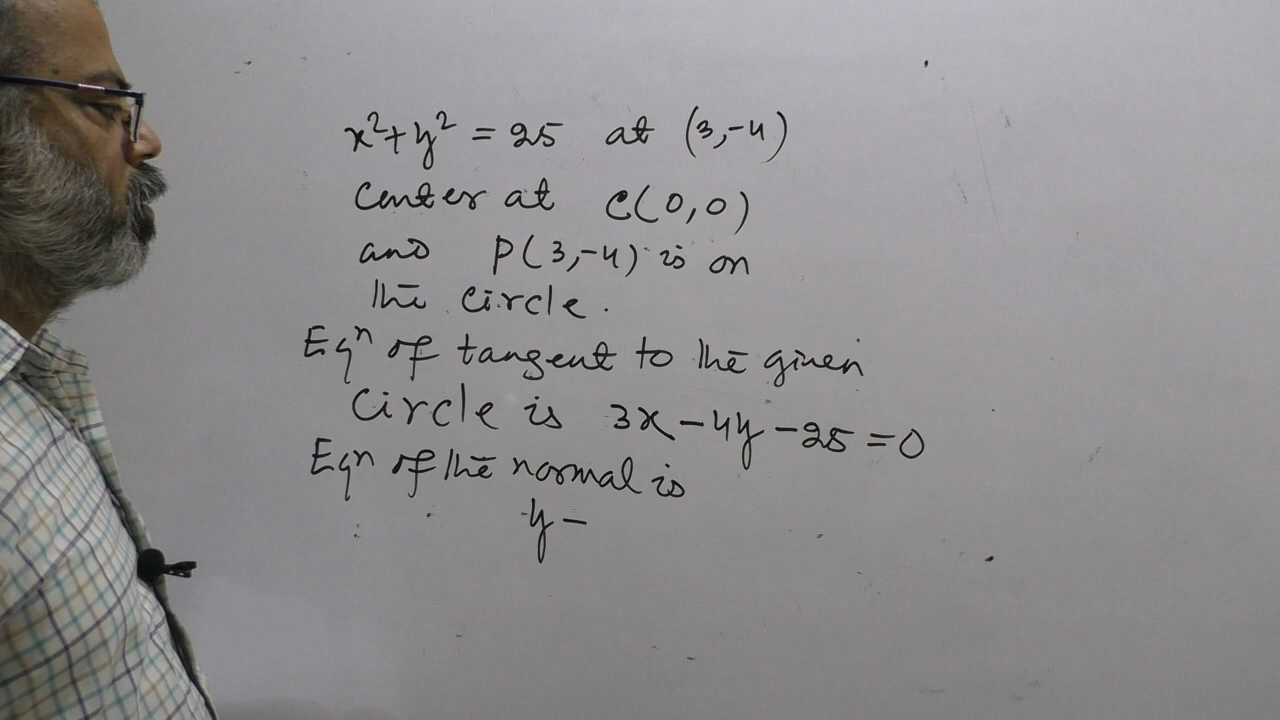 x²+y² = 25 at (3,-4)
Center at C(0,0)
and P(3,-4) is on
the circle.
Eqⁿ of tangent to the given
Circle is 3x-4y-25=0
Eqⁿ of the normal is
y-